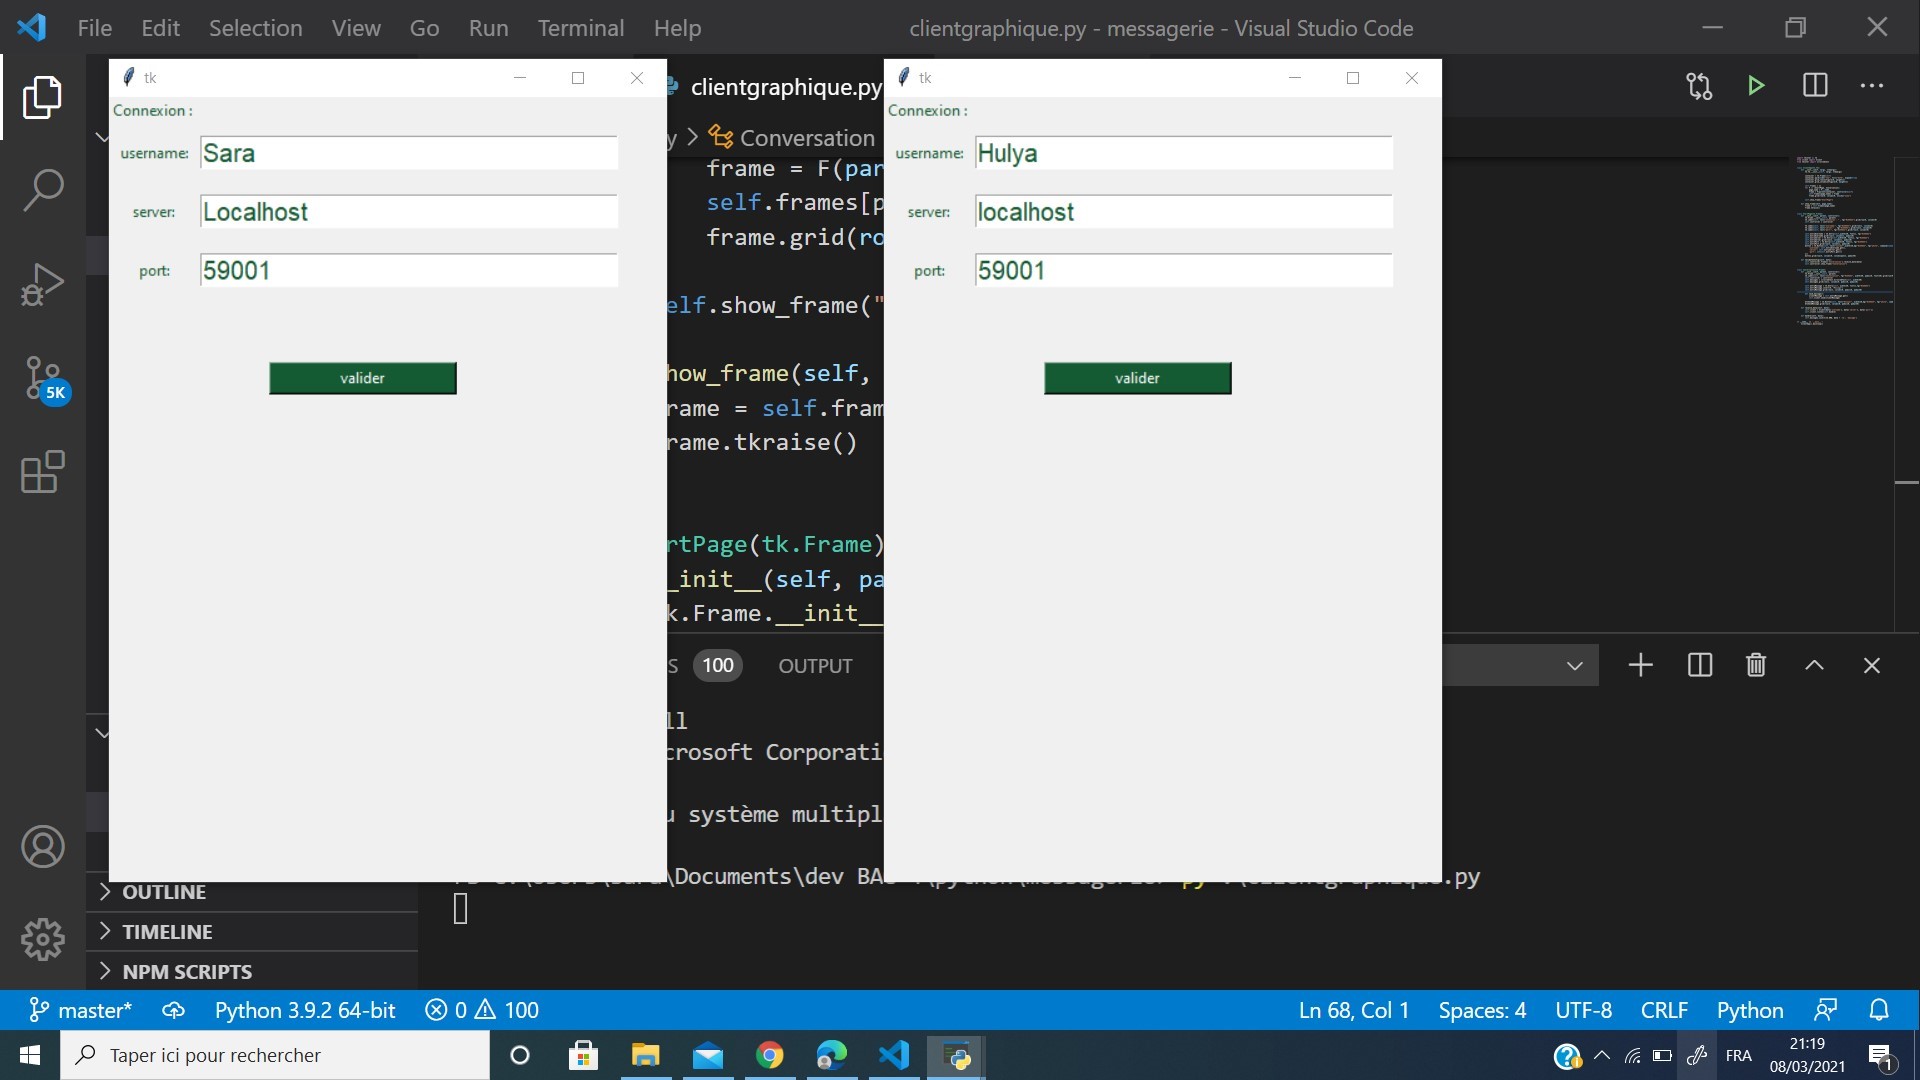 File Edit Selection View Go Run Terminal Help
clientgraphique.py - messagerie - Visual Studio Code
tk
Connexion :
username: Sara
server: Localhost
port: 59001
valider
clientgraphique.py
y > Conversation
frame = F(par
self.frames[p
frame.grid(ro
elf.show_frame("
how_frame(self,
rame = self.fram
rame.tkraise()
rtPage(tk.Frame)
_init__(self, pa
k.Frame.__init__
tk
Connexion :
username: Hulya
server: localhost
port: 59001
valider
S 100 OUTPUT
ll
crosoft Corporati
u système multipl
\Documents\dev
py
5K
OUTLINE
TIMELINE
NPM SCRIPTS
master* Python 3.9.2 64-bit 0 100
Ln 68, Col 1 Spaces: 4 UTF-8 CRLF Python
Taper ici pour rechercher
FRA
21:19
08/03/2021
1